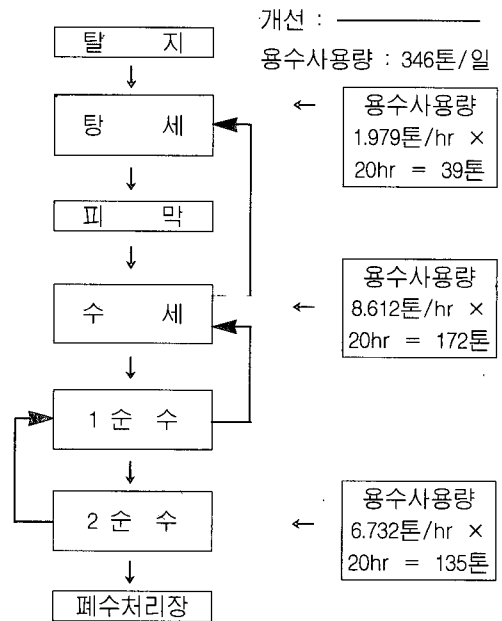 개선 :
용수사용량 : 346톤/일
탈 지
탕 세
용수사용량
1.979톤/hr ×
20hr = 39톤
피 막
수 세
용수사용량
8.612톤/hr ×
20hr = 172톤
1 순 수
2 순 수
용수사용량
6.732톤/hr ×
20hr = 135톤
폐수처리장